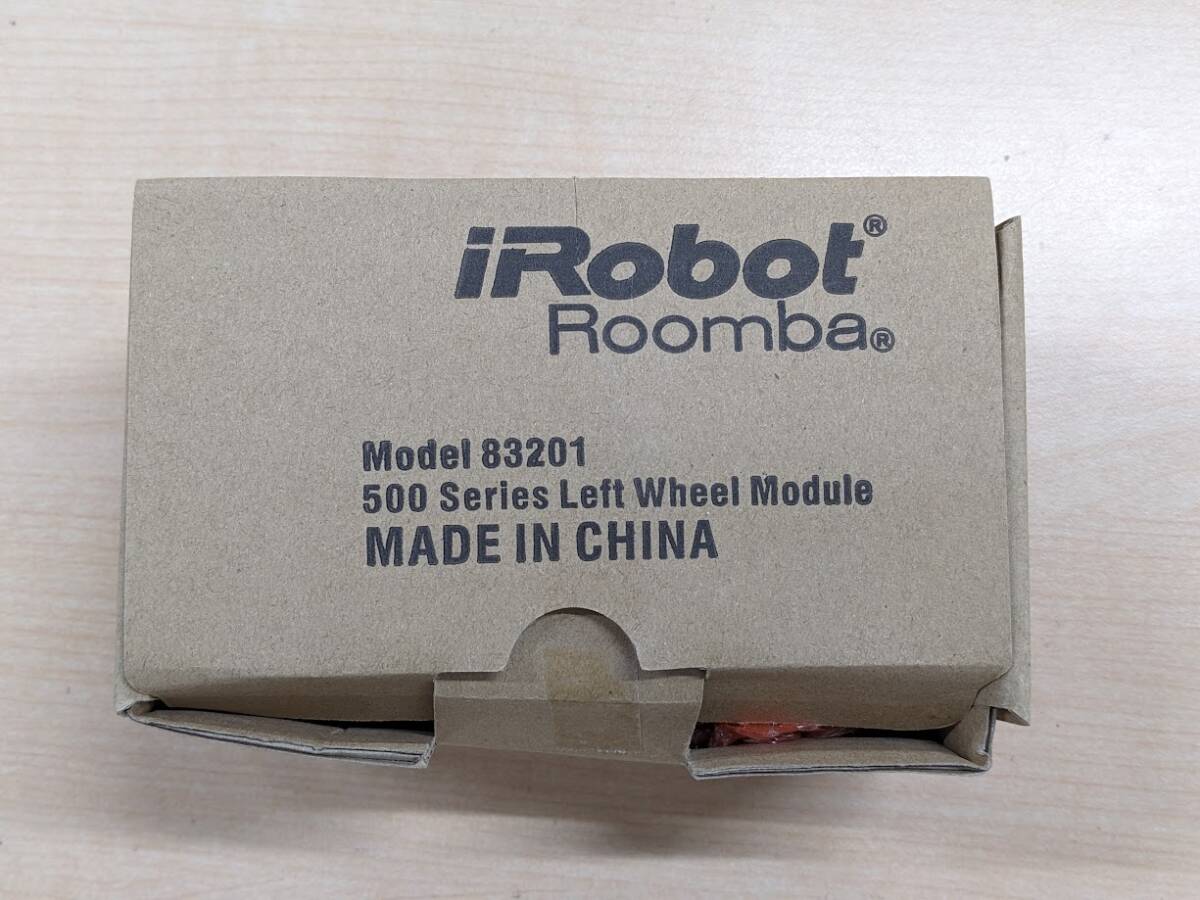 iRobot®
Roomba®
Model 83201
500 Series Left Wheel Module
MADE IN CHINA